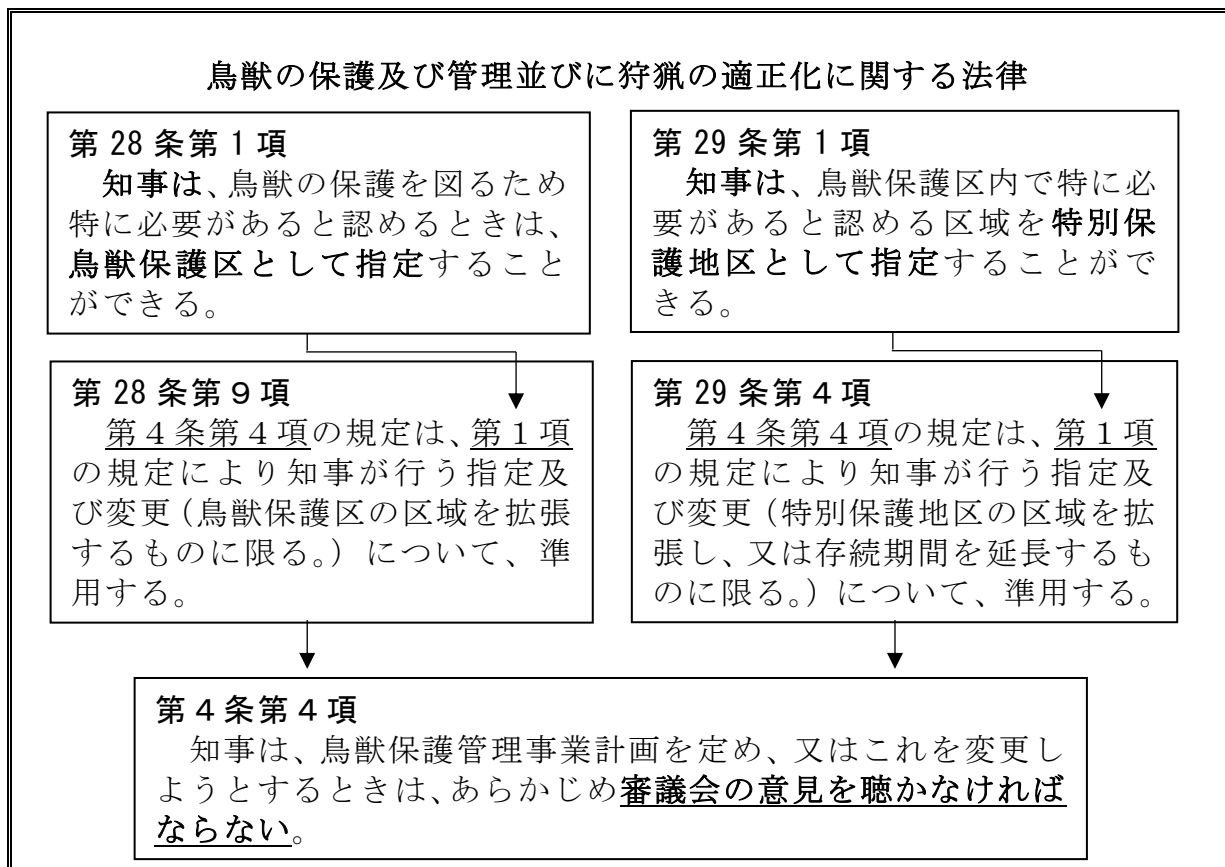 鳥獣の保護及び管理並びに狩猟の適正化に関する法律
第28条第1項
知事は、鳥獣の保護を図るため
特に必要があると認めるときは、
鳥獣保護区として指定すること
ができる。
第29条第1項
知事は、鳥獣保護区内で特に必
要があると認める区域を特別保
護地区として指定することがで
きる。
第28条第９項
第４条第４項の規定は、第１項
の規定により知事が行う指定及
び変更（鳥獣保護区の区域を拡張
するものに限る。）について、準
用する。
第29条第４項
第４条第４項の規定は、第１項
の規定により知事が行う指定及
び変更（特別保護地区の区域を拡
張し、又は存続期間を延長するも
のに限る。）について、準用する。
第４条第４項
知事は、鳥獣保護管理事業計画を定め、又はこれを変更し
ようとするときは、あらかじめ審議会の意見を聴かなければ
ならない。